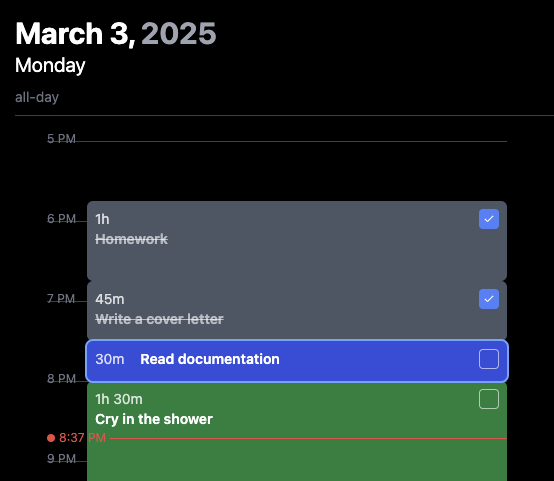 March 3, 2025
Monday
all-day
5 PM
6 PM
1h
Homework
7 PM
45m
Write a cover letter
30m Read documentation
8 PM
1h 30m
Cry in the shower
8:37 PM
9 PM